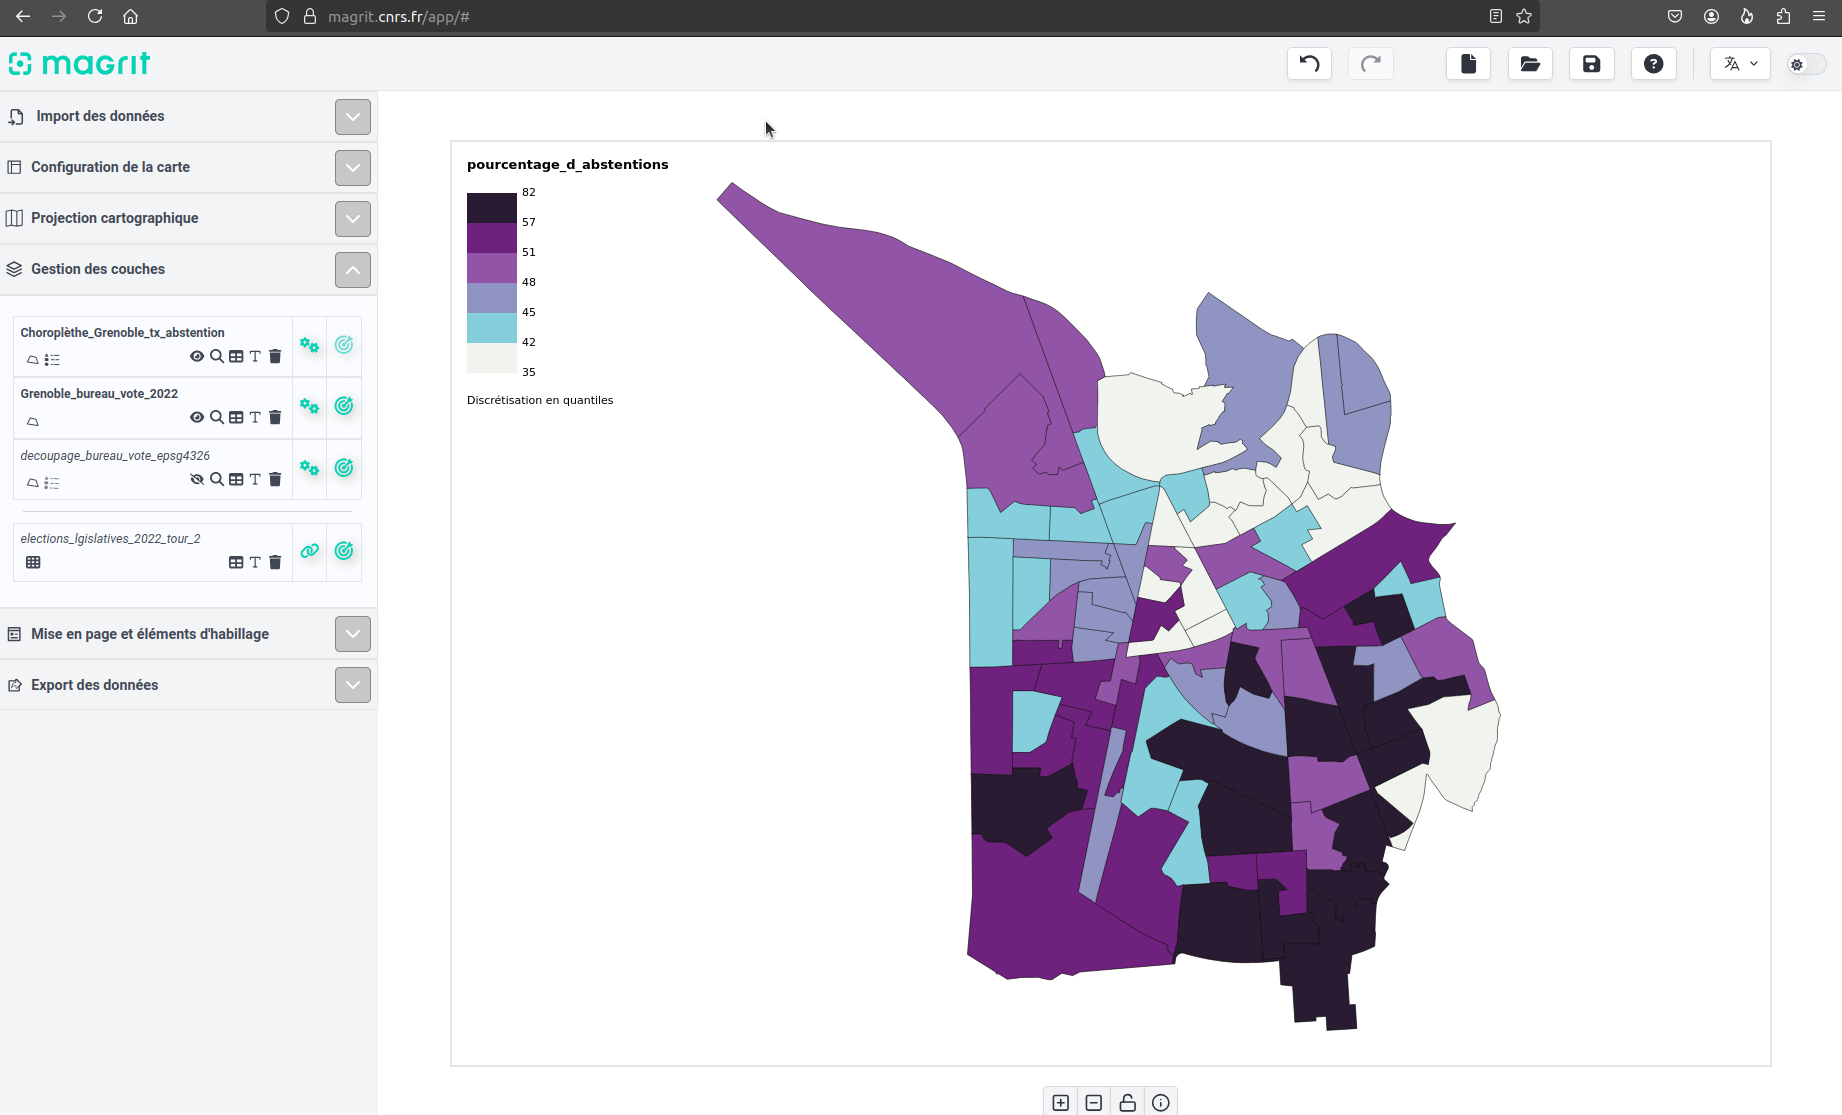 magrit.cnrs.fr/app/#
magrit
Import des données
Configuration de la carte
Projection cartographique
Gestion des couches
Choroplèthe_Grenoble_tx_abstention
Grenoble_bureau_vote_2022
decoupage_bureau_vote_epsg4326
elections_lgislatives_2022_tour_2
Mise en page et éléments d'habillage
Export des données
pourcentage_d_abstentions
82
57
51
48
45
42
35
Discrétisation en quantiles